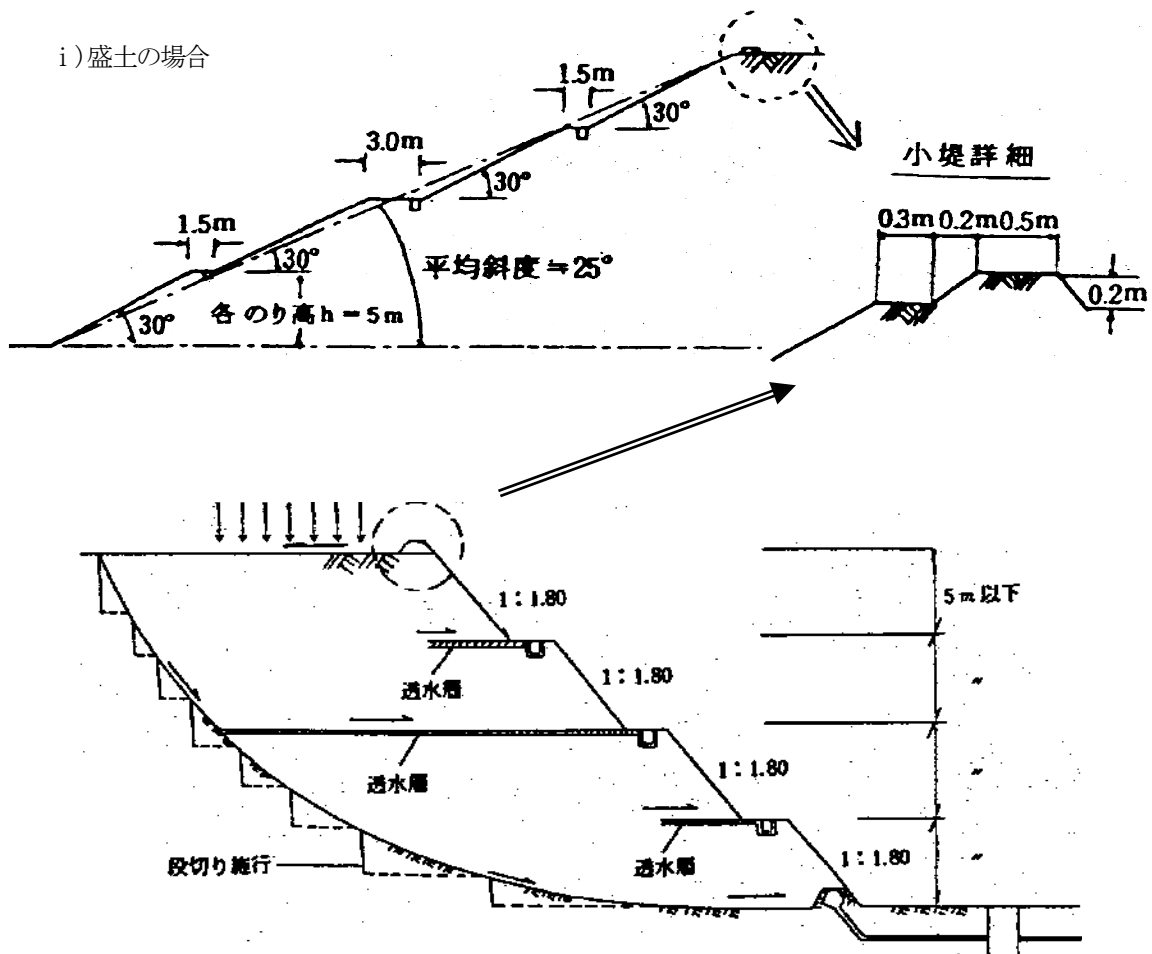 i)盛土の場合
1.5m
30°
3.0m
小堤詳細
30°
0.3m 0.2m 0.5m
1.5m
30°
平均斜度≒25°
0.2m
30°
各のり高h=5m
1:1.80
5m以下
透水層
1:1.80
〃
透水層
1:1.80
〃
段切り施行
透水層
1:1.80
〃